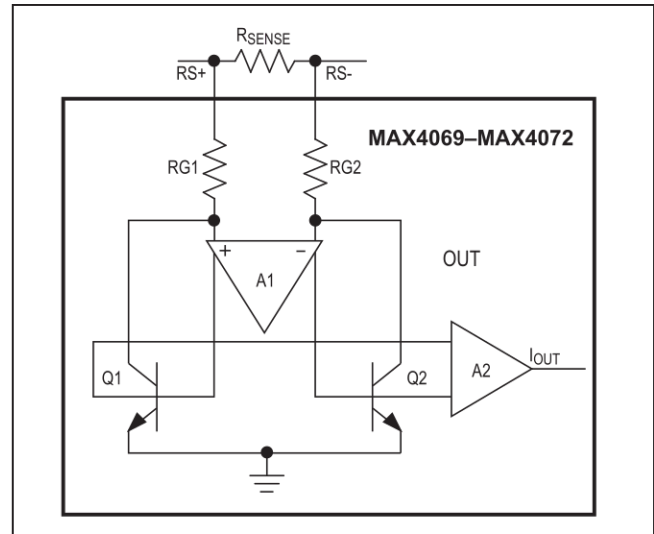 RSENSE
RS+
RS-
MAX4069–MAX4072
RG1
RG2
+
−
OUT
A1
IOUT
Q1
Q2
A2